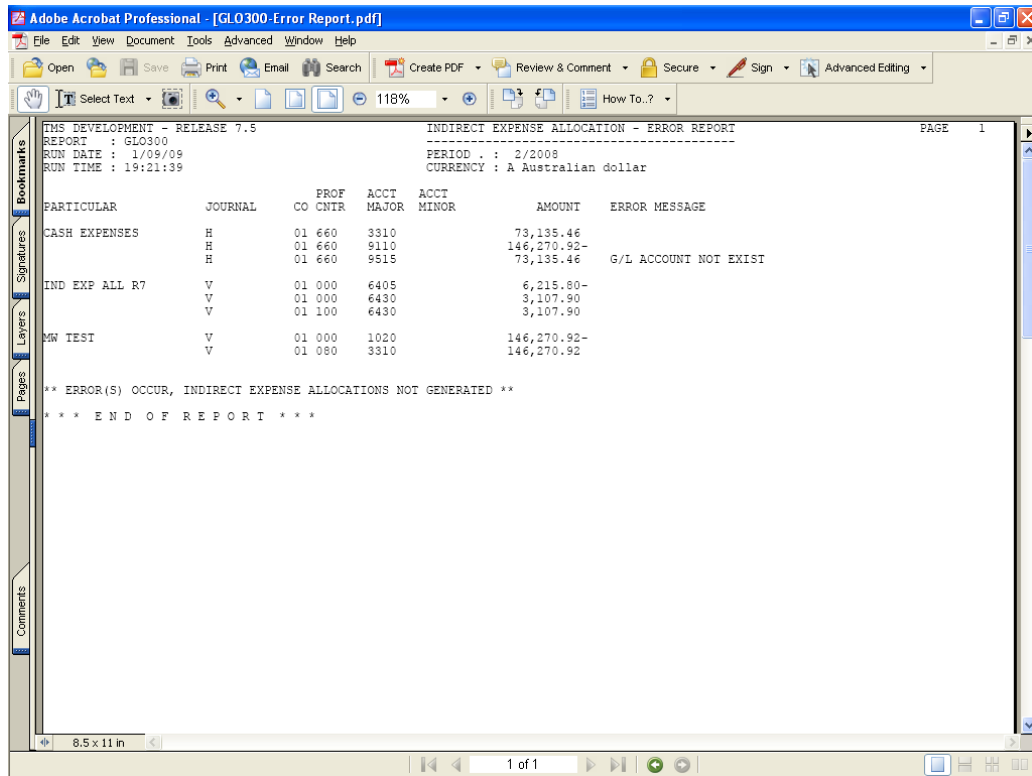 Adobe Acrobat Professional - [GLO300-Error Report.pdf]
File Edit View Document Tools Advanced Window Help
Open Save Print Email Search Create PDF Review & Comment Secure Sign Advanced Editing
Select Text 118% How To..?
Bookmarks
Signatures
Layers
Pages
Comments
TMS DEVELOPMENT - RELEASE 7.5 INDIRECT EXPENSE ALLOCATION - ERROR REPORT PAGE 1
REPORT : GLO300 --------------------------------------------
RUN DATE : 1/09/09 PERIOD . : 2/2008
RUN TIME : 19:21:39 CURRENCY : A Australian dollar
PROF ACCT ACCT
PARTICULAR JOURNAL CO CNTR MAJOR MINOR AMOUNT ERROR MESSAGE
CASH EXPENSES H 01 660 3310 73,135.46
H 01 660 9110 146,270.92-
H 01 660 9515 73,135.46 G/L ACCOUNT NOT EXIST
IND EXP ALL R7 V 01 000 6405 6,215.80-
V 01 000 6430 3,107.90
V 01 100 6430 3,107.90
MW TEST V 01 000 1020 146,270.92-
V 01 080 3310 146,270.92
** ERROR(S) OCCUR, INDIRECT EXPENSE ALLOCATIONS NOT GENERATED **
* * * E N D O F R E P O R T * * *
8.5 x 11 in
1 of 1